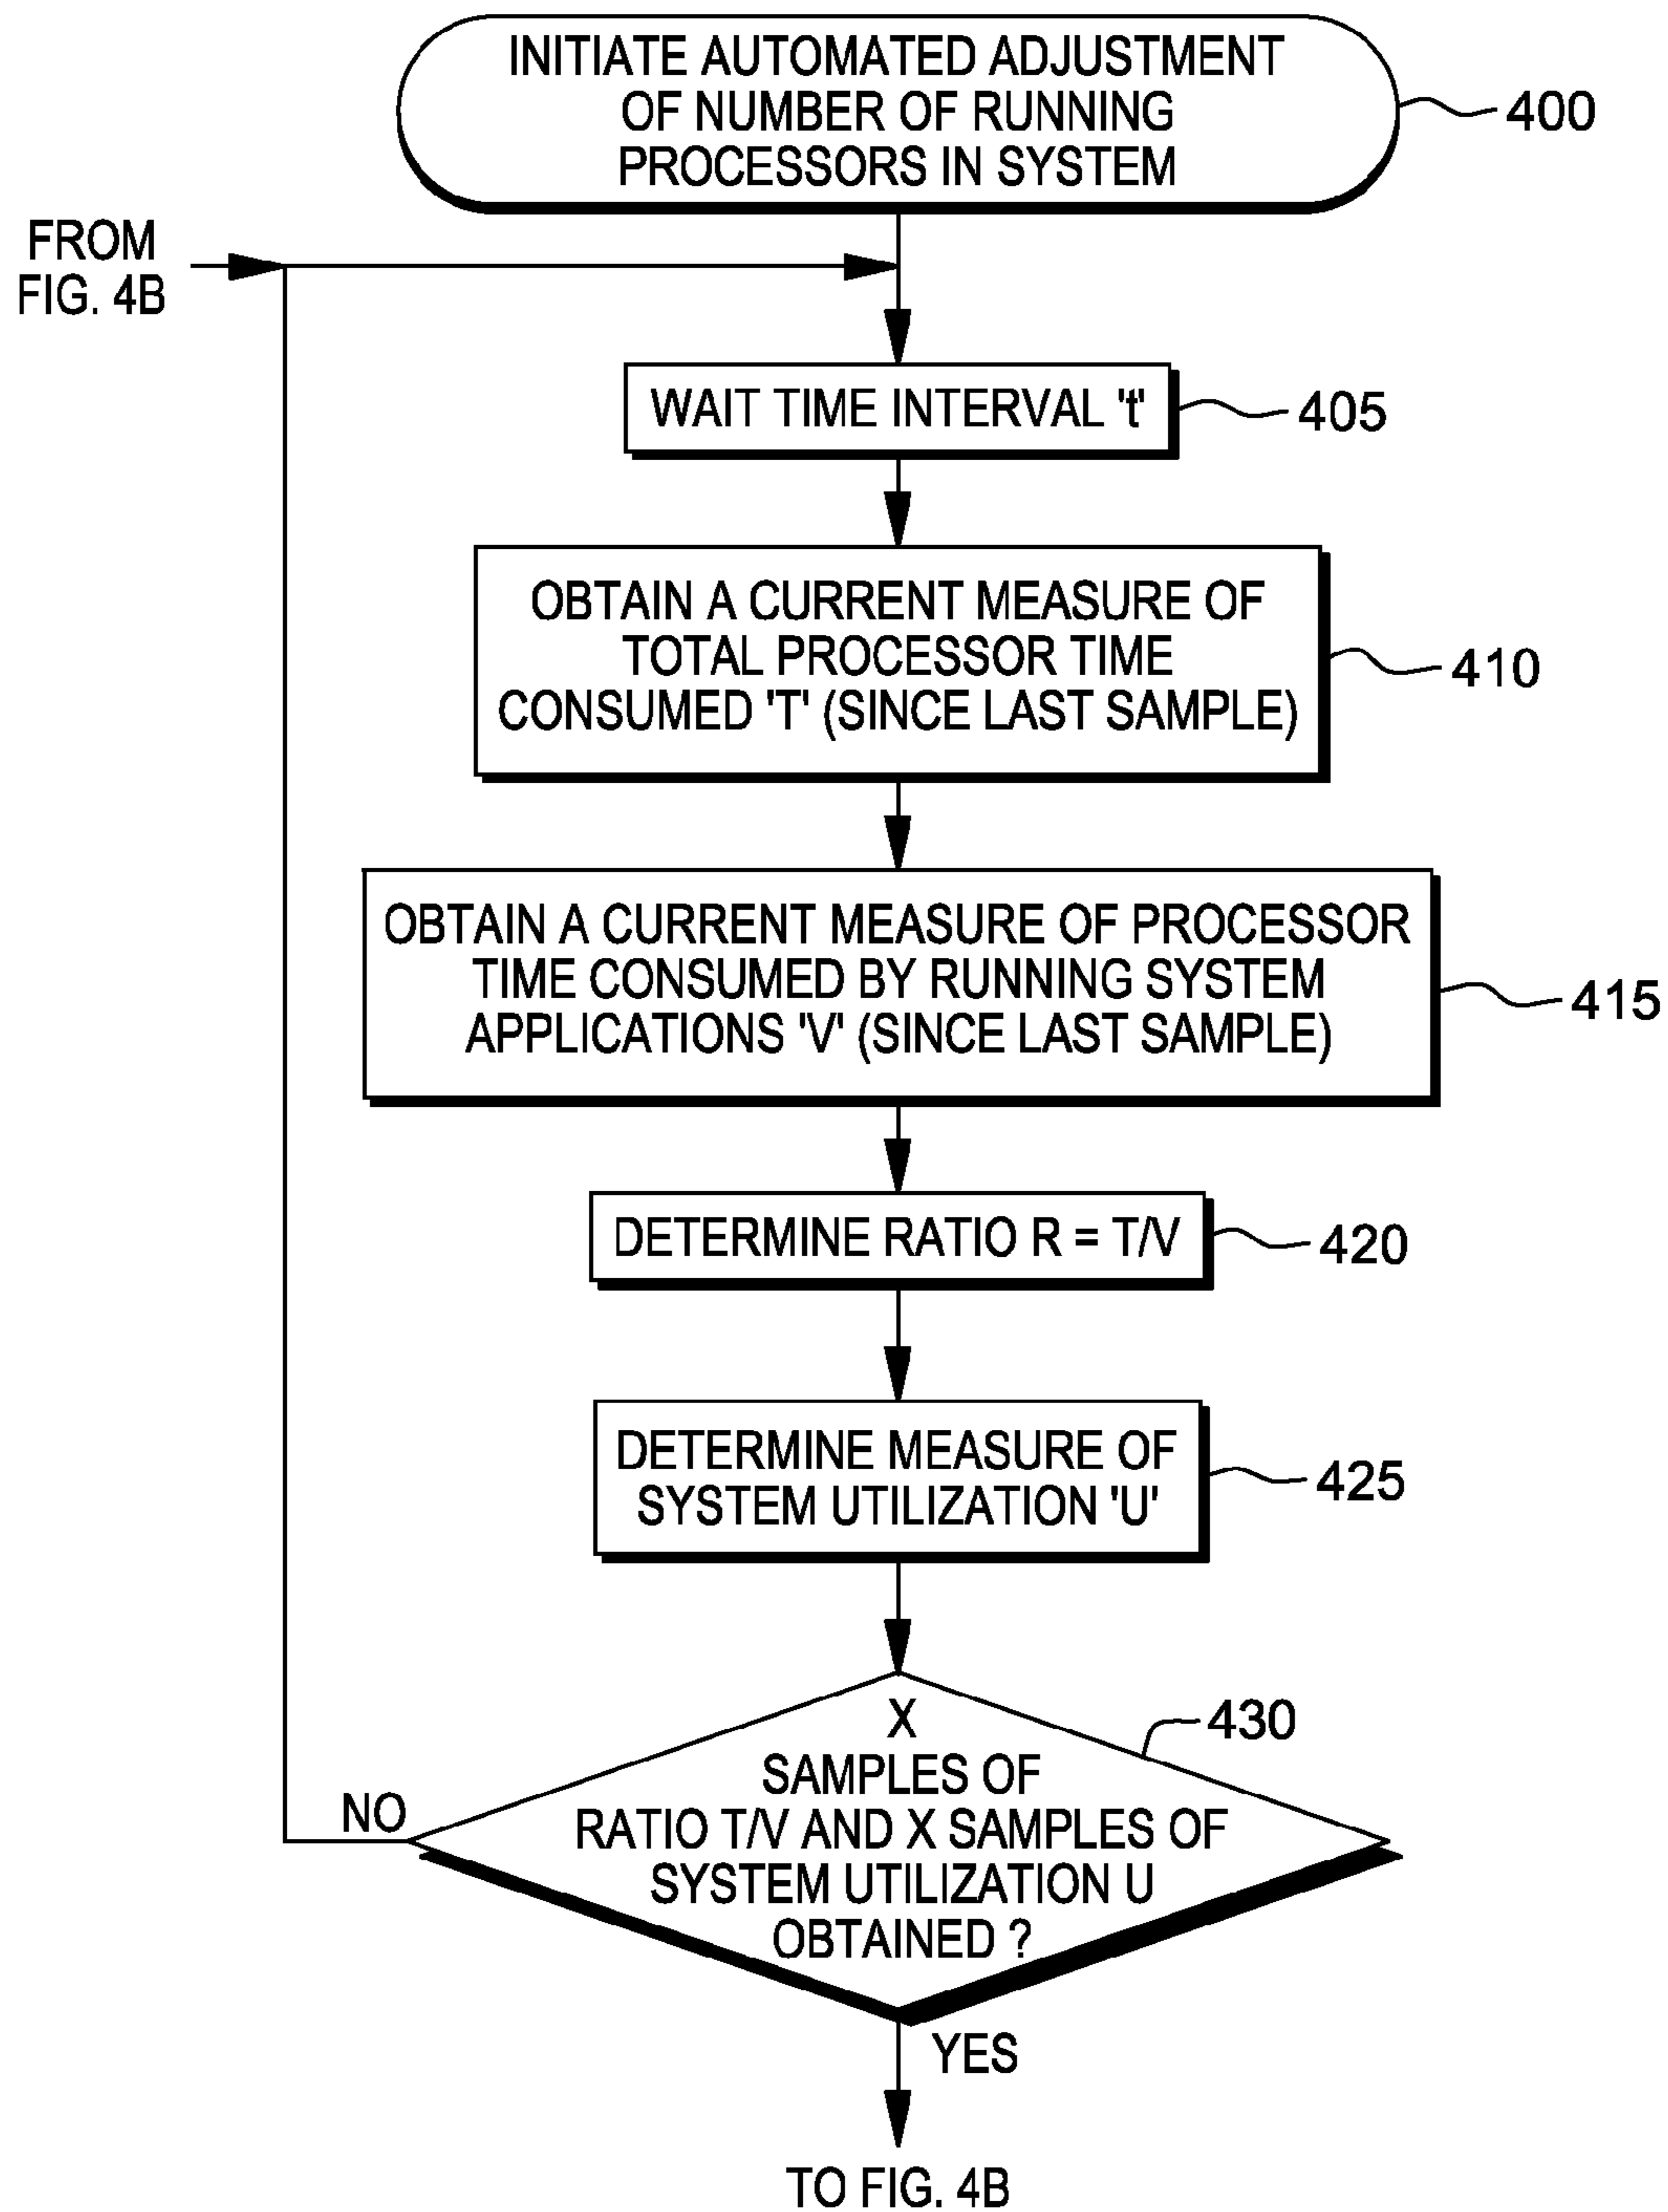 INITIATE AUTOMATED ADJUSTMENT
OF NUMBER OF RUNNING
PROCESSORS IN SYSTEM
400
FROM
FIG. 4B
WAIT TIME INTERVAL 't'
405
OBTAIN A CURRENT MEASURE OF
TOTAL PROCESSOR TIME
CONSUMED 'T' (SINCE LAST SAMPLE)
410
OBTAIN A CURRENT MEASURE OF PROCESSOR
TIME CONSUMED BY RUNNING SYSTEM
APPLICATIONS 'V' (SINCE LAST SAMPLE)
415
DETERMINE RATIO R = T/V
420
DETERMINE MEASURE OF
SYSTEM UTILIZATION 'U'
425
X
SAMPLES OF
RATIO T/V AND X SAMPLES OF
SYSTEM UTILIZATION U
OBTAINED ?
430
NO
YES
TO FIG. 4B